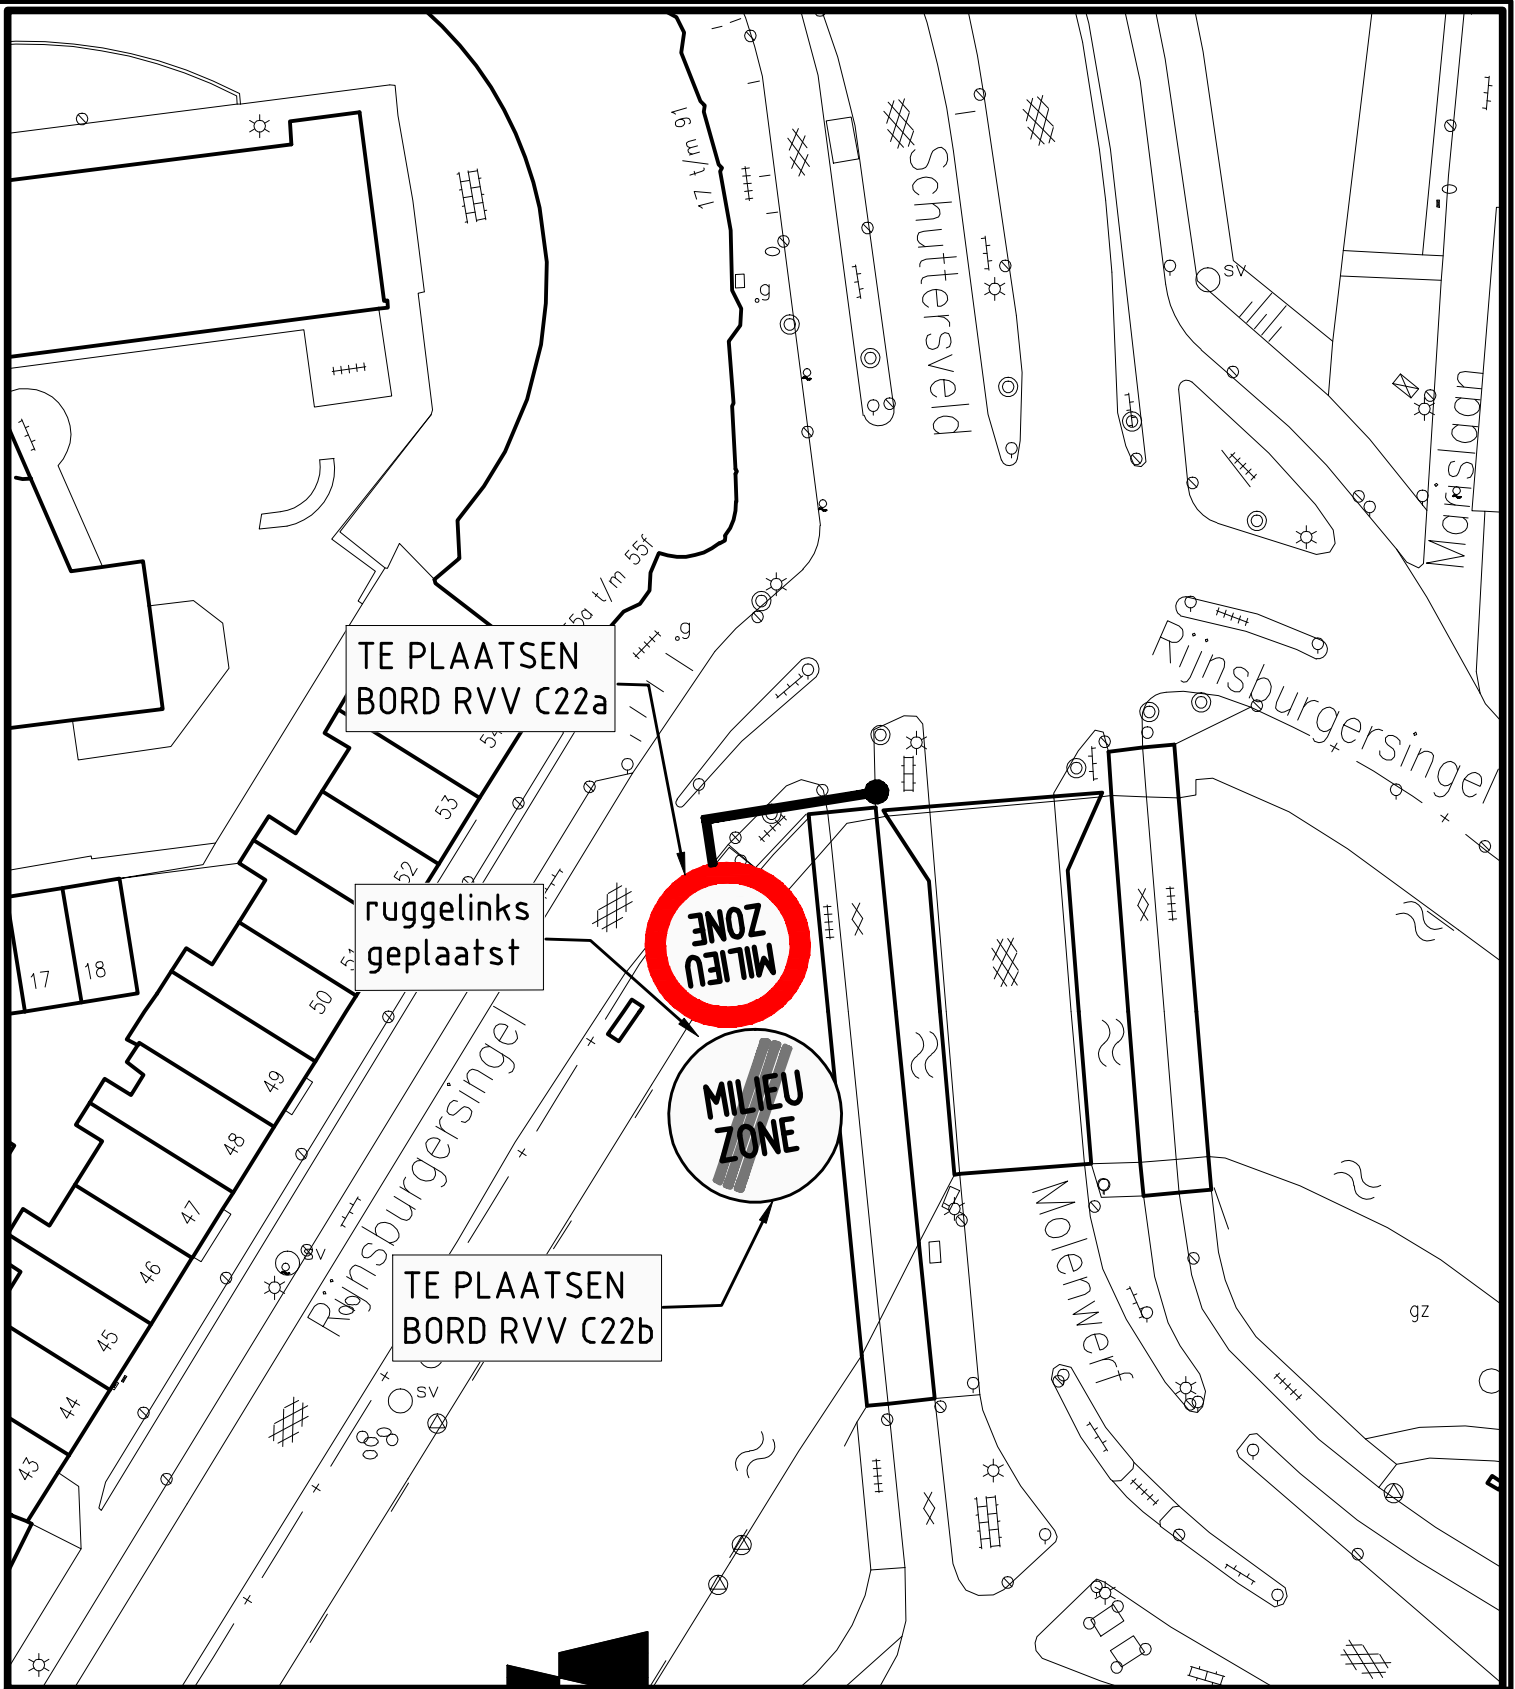 17 t/m 91
Schuttersveld
g
SV
Marislaan
55a t/m 55f
g
TE PLAATSEN
BORD RVV C22a
Rijnsburgersingel
54
53
52
ruggelinks
geplaatst
MILIEU
ZONE
51
17
18
50
49
48
47
46
45
44
43
Rijnsburgersingel
MILIEU
ZONE
SV
TE PLAATSEN
BORD RVV C22b
Molenwerf
gz
SV